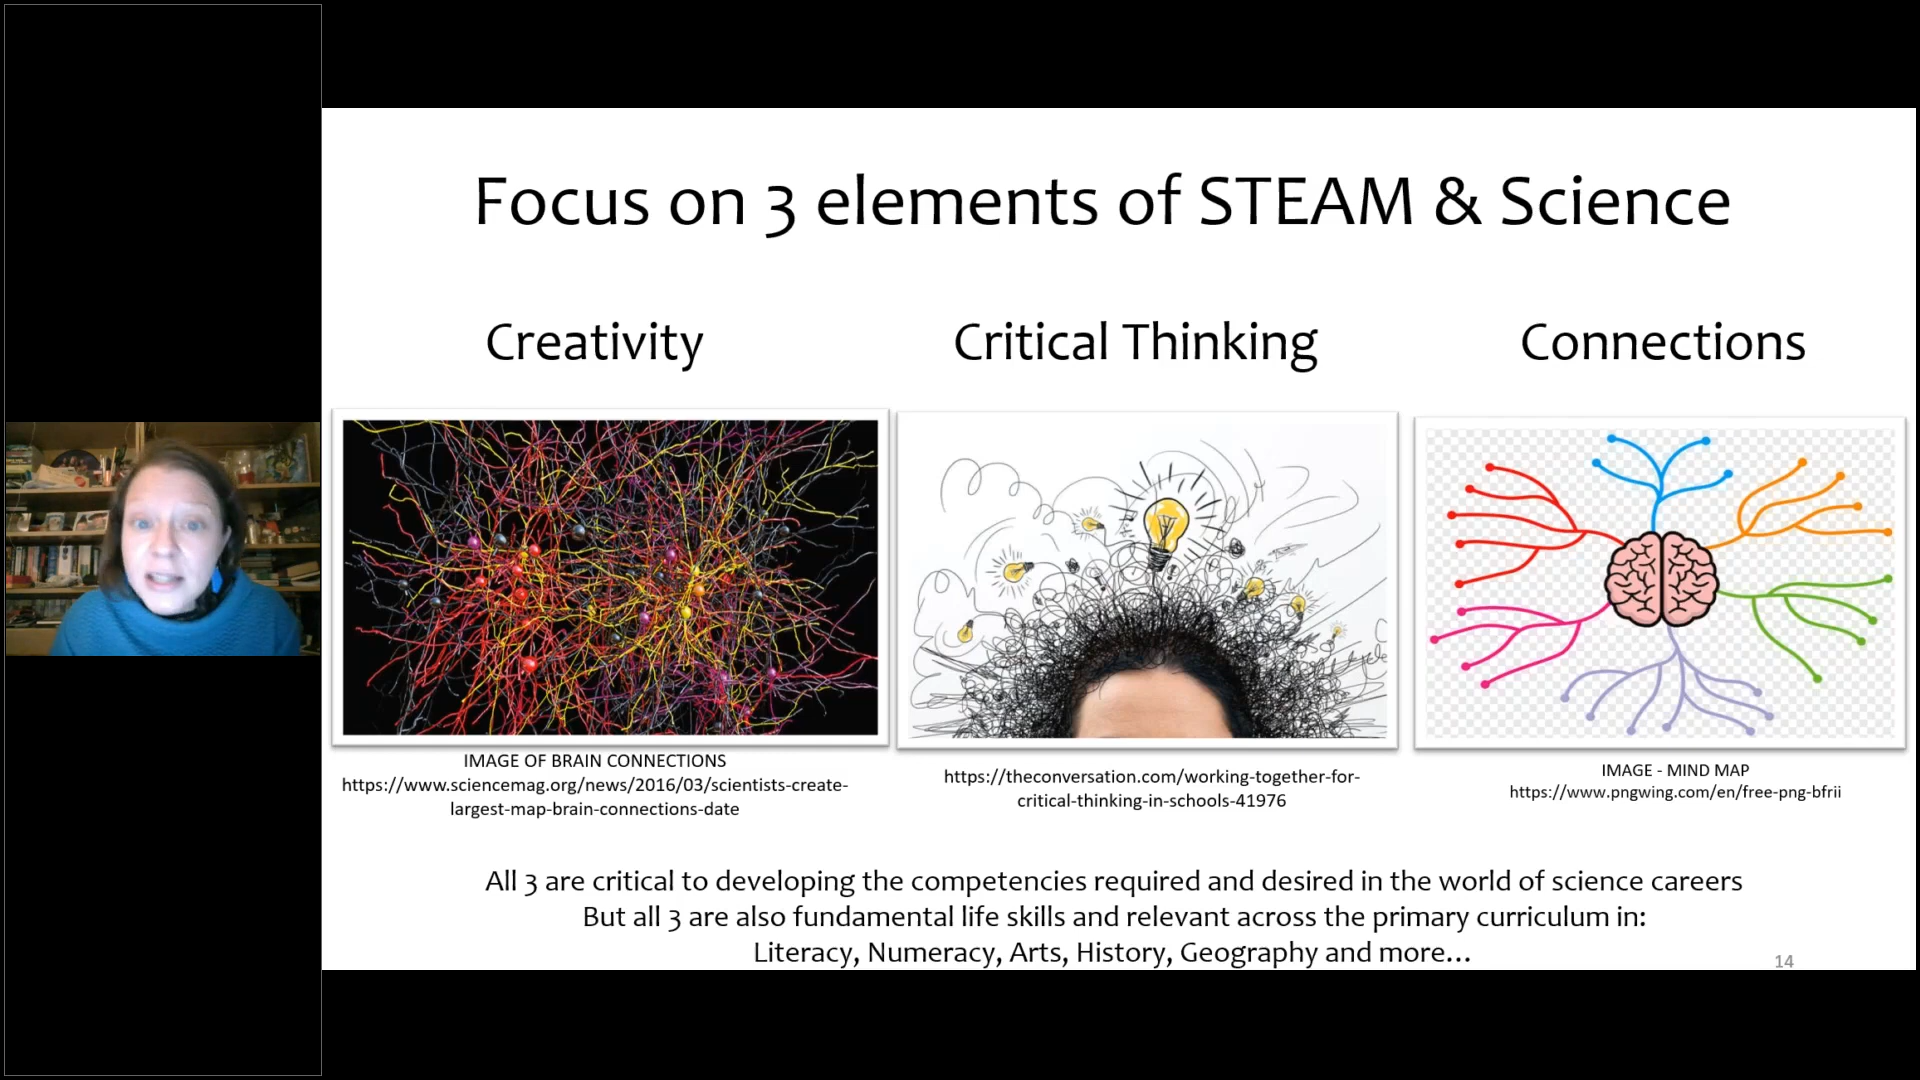 Focus on 3 elements of STEAM & Science
Creativity
Critical Thinking
Connections
IMAGE OF BRAIN CONNECTIONS
https://www.sciencemag.org/news/2016/03/scientists-create-
largest-map-brain-connections-date
https://theconversation.com/working-together-for-
critical-thinking-in-schools-41976
IMAGE - MIND MAP
https://www.pngwing.com/en/free-png-bfrii
All 3 are critical to developing the competencies required and desired in the world of science careers
But all 3 are also fundamental life skills and relevant across the primary curriculum in:
Literacy, Numeracy, Arts, History, Geography and more...
14